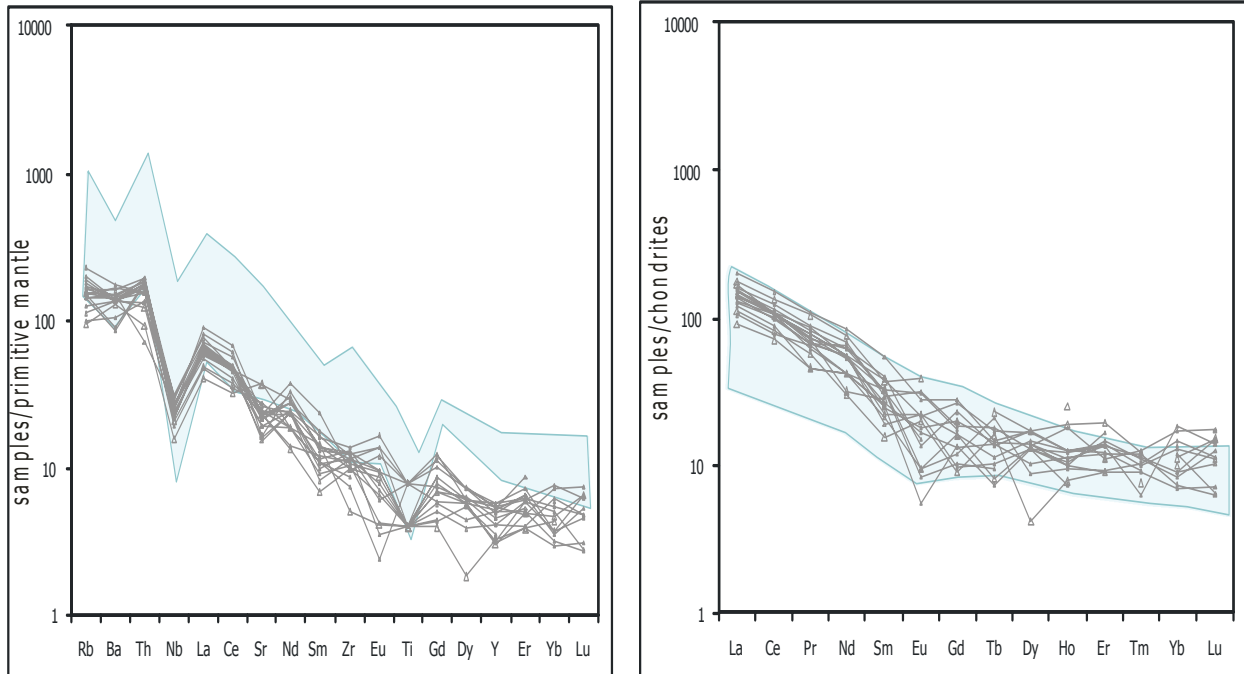 10000
1000
100
10
1
samples/primitive mantle
Rb Ba Th Nb La Ce Sr Nd Sm Zr Eu Ti Gd Dy Y Er Yb Lu
10000
1000
100
10
1
samples/chondrites
La Ce Pr Nd Sm Eu Gd Tb Dy Ho Er Tm Yb Lu